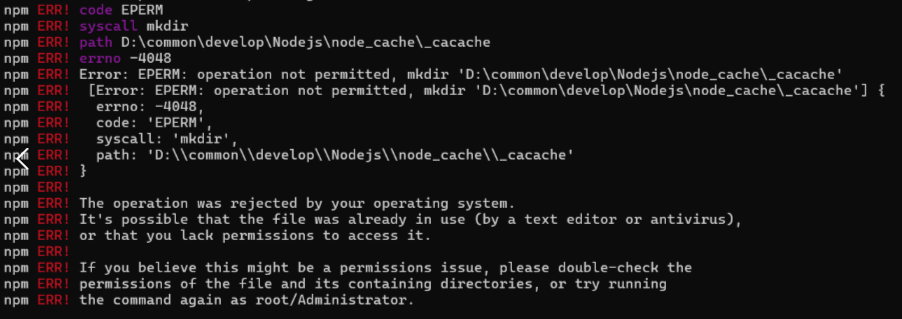 npm ERR! code EPERM
npm ERR! syscall mkdir
npm ERR! path D:\common\develop\Nodejs\node_cache\_cacache
npm ERR! errno -4048
npm ERR! Error: EPERM: operation not permitted, mkdir 'D:\common\develop\Nodejs\node_cache\_cacache'
npm ERR!  [Error: EPERM: operation not permitted, mkdir 'D:\common\develop\Nodejs\node_cache\_cacache'] {
npm ERR!   errno: -4048,
npm ERR!   code: 'EPERM',
npm ERR!   syscall: 'mkdir',
npm ERR!   path: 'D:\\common\\develop\\Nodejs\\node_cache\\_cacache'
npm ERR! }
npm ERR!
npm ERR! The operation was rejected by your operating system.
npm ERR! It's possible that the file was already in use (by a text editor or antivirus),
npm ERR! or that you lack permissions to access it.
npm ERR!
npm ERR! If you believe this might be a permissions issue, please double-check the
npm ERR! permissions of the file and its containing directories, or try running
npm ERR! the command again as root/Administrator.